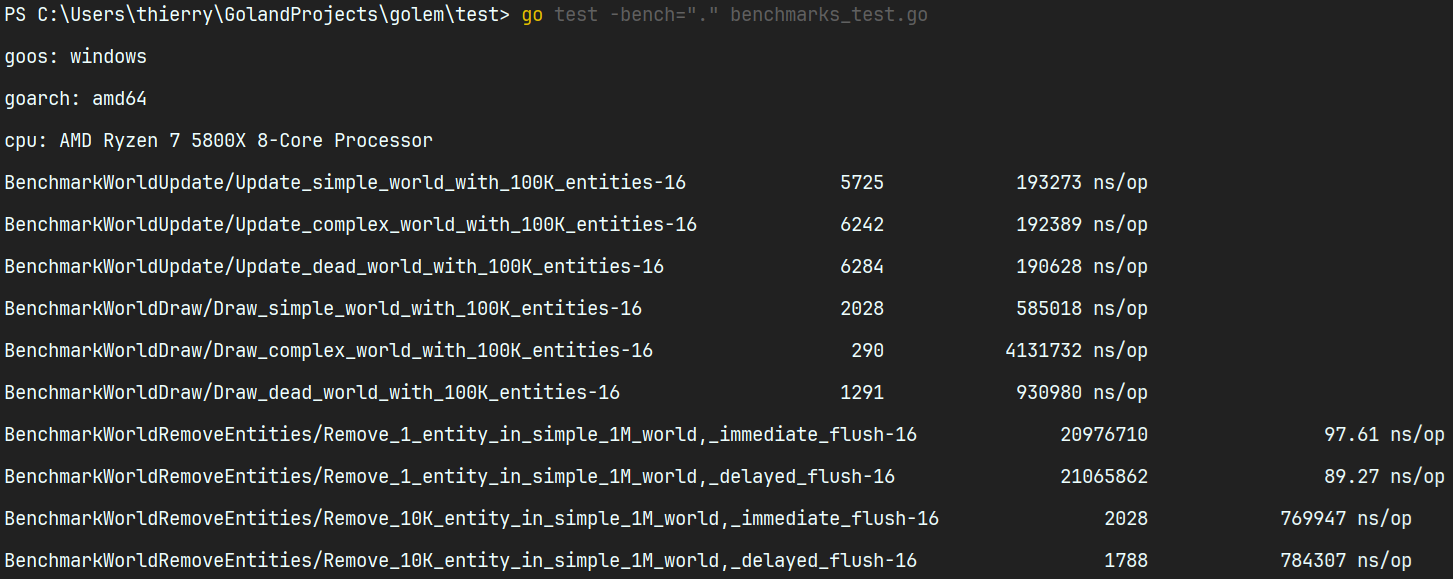 PS C:\Users\thierry\GolandProjects\golem\test> go test -bench="." benchmarks_test.go
goos: windows
goarch: amd64
cpu: AMD Ryzen 7 5800X 8-Core Processor
BenchmarkWorldUpdate/Update_simple_world_with_100K_entities-16 5725 193273 ns/op
BenchmarkWorldUpdate/Update_complex_world_with_100K_entities-16 6242 192389 ns/op
BenchmarkWorldUpdate/Update_dead_world_with_100K_entities-16 6284 190628 ns/op
BenchmarkWorldDraw/Draw_simple_world_with_100K_entities-16 2028 585018 ns/op
BenchmarkWorldDraw/Draw_complex_world_with_100K_entities-16 290 4131732 ns/op
BenchmarkWorldDraw/Draw_dead_world_with_100K_entities-16 1291 930980 ns/op
BenchmarkWorldRemoveEntities/Remove_1_entity_in_simple_1M_world,_immediate_flush-16 20976710 97.61 ns/op
BenchmarkWorldRemoveEntities/Remove_1_entity_in_simple_1M_world,_delayed_flush-16 21065862 89.27 ns/op
BenchmarkWorldRemoveEntities/Remove_10K_entity_in_simple_1M_world,_immediate_flush-16 2028 769947 ns/op
BenchmarkWorldRemoveEntities/Remove_10K_entity_in_simple_1M_world,_delayed_flush-16 1788 784307 ns/op